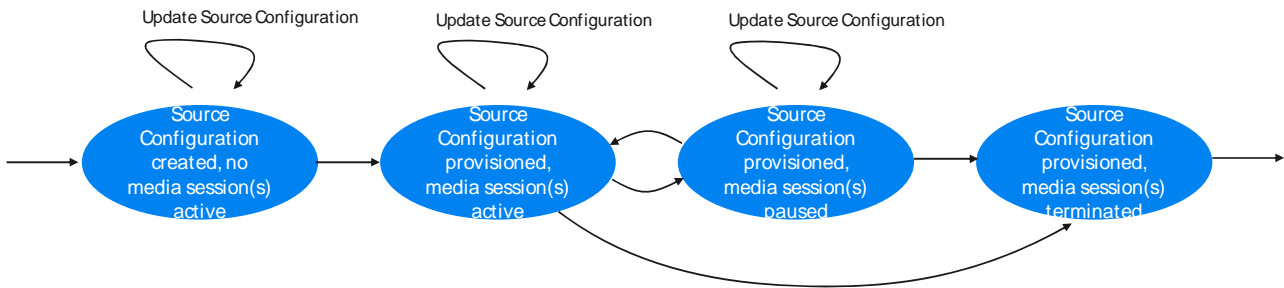 Update Source Configuration
Update Source Configuration
Update Source Configuration
Source
Configuration
created, no
media session(s)
active
Source
Configuration
provisioned,
media session(s)
active
Source
Configuration
provisioned,
media session(s)
paused
Source
Configuration
provisioned,
media session(s)
terminated